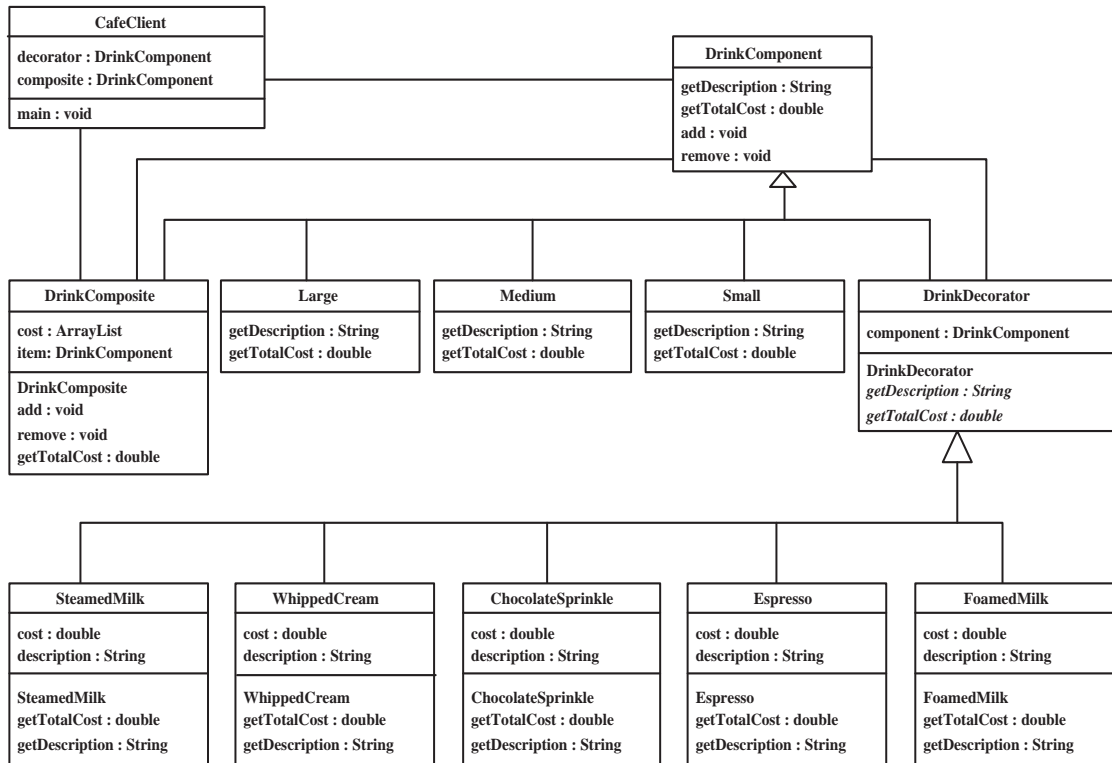 CafeClient
decorator : DrinkComponent
composite : DrinkComponent
main : void
DrinkComponent
getDescription : String
getTotalCost : double
add : void
remove : void
DrinkComposite
cost : ArrayList
item: DrinkComponent
DrinkComposite
add : void
remove : void
getTotalCost : double
Large
getDescription : String
getTotalCost : double
Medium
getDescription : String
getTotalCost : double
Small
getDescription : String
getTotalCost : double
DrinkDecorator
component : DrinkComponent
DrinkDecorator
getDescription : String
getTotalCost : double
SteamedMilk
cost : double
description : String
SteamedMilk
getTotalCost : double
getDescription : String
WhippedCream
cost : double
description : String
WhippedCream
getTotalCost : double
getDescription : String
ChocolateSprinkle
cost : double
description : String
ChocolateSprinkle
getTotalCost : double
getDescription : String
Espresso
cost : double
description : String
Espresso
getTotalCost : double
getDescription : String
FoamedMilk
cost : double
description : String
FoamedMilk
getTotalCost : double
getDescription : String